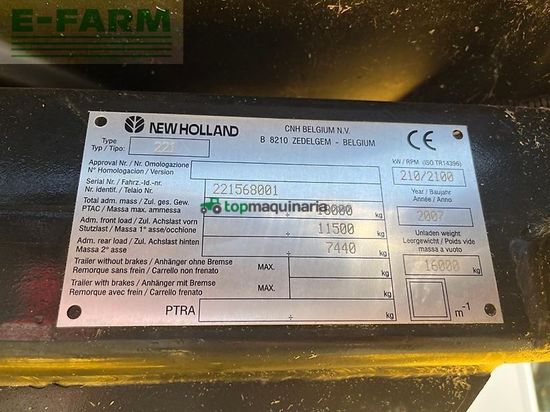 E-FARM
NEW HOLLAND
CNH BELGIUM N.V.
B 8210 ZEDELGEM - BELGIUM
CE
Type
Typ / Tipo: 221
Approval Nr. / Nr. Omologazione
N° Homologacion / Version
kW / RPM (ISO TR14396)
210/2100
Serial Nr. / Fahrz.-Id.-nr.
Nr. identif. / Telaio Nr. 221568001
Year / Baujahr
Année / Anno
2007
Adm. max mass / Zul. ges. Gew.
PTAC / Massa max. ammessa kg
topmaquinaria
Adm. front load / Zul. Achslast vorn
Stutzlast / Massa 1° asse/occhione ÷ 11500 kg
Unladen weight
Leergewicht / Poids vide
massa a vuoto
16000 kg
Adm. rear load / Zul. Achslast hinten
Massa 2° asse ÷ 7440 kg
Trailer without brakes / Anhänger ohne Bremse
Remorque sans frein / Carrello non frenato MAX. ÷ kg
Trailer with brakes / Anhänger mit Bremse
Remorque avec frein / Carrello frenato MAX. ÷ kg
PTRA ÷ kg
m-1